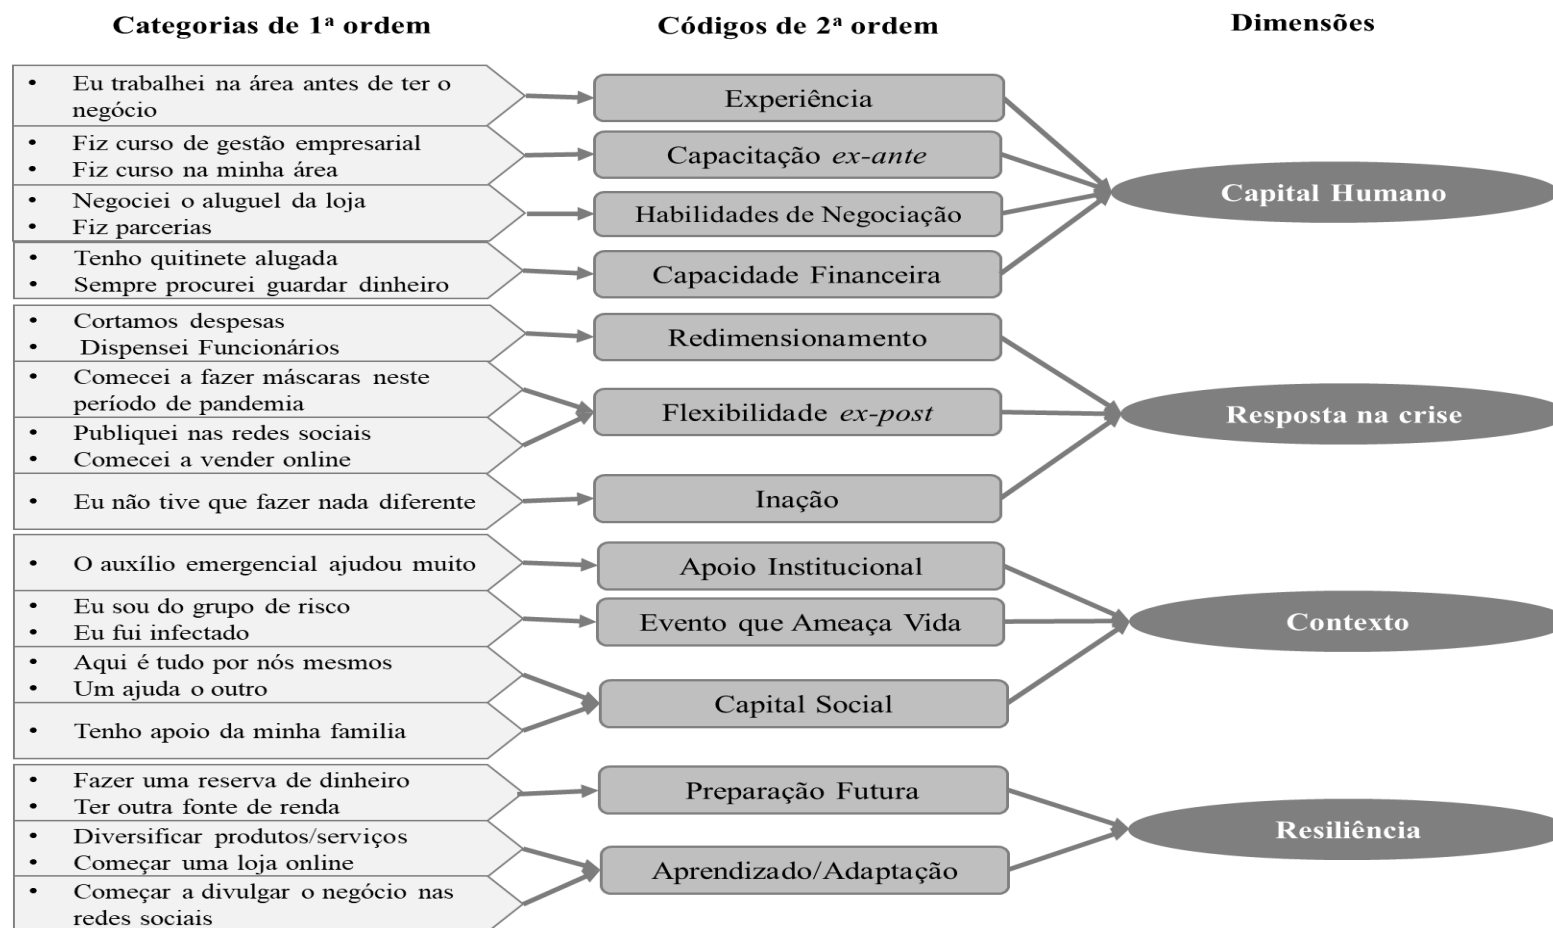 Categorias de 1ª ordem
Códigos de 2ª ordem
Dimensões
• Eu trabalhei na área antes de ter o
negócio
• Fiz curso de gestão empresarial
• Fiz curso na minha área
• Negociei o aluguel da loja
• Fiz parcerias
• Tenho quitinete alugada
• Sempre procurei guardar dinheiro
Experiência
Capacitação ex-ante
Habilidades de Negociação
Capacidade Financeira
Capital Humano
• Cortamos despesas
• Dispensei Funcionários
• Comecei a fazer máscaras neste
período de pandemia
• Publiquei nas redes sociais
• Comecei a vender online
• Eu não tive que fazer nada diferente
Redimensionamento
Flexibilidade ex-post
Inação
Resposta na crise
• O auxílio emergencial ajudou muito
• Eu sou do grupo de risco
• Eu fui infectado
• Aqui é tudo por nós mesmos
• Um ajuda o outro
• Tenho apoio da minha familia
Apoio Institucional
Evento que Ameaça Vida
Capital Social
Contexto
• Fazer uma reserva de dinheiro
• Ter outra fonte de renda
• Diversificar produtos/serviços
• Começar uma loja online
• Começar a divulgar o negócio nas
redes sociais
Preparação Futura
Aprendizado/Adaptação
Resiliência